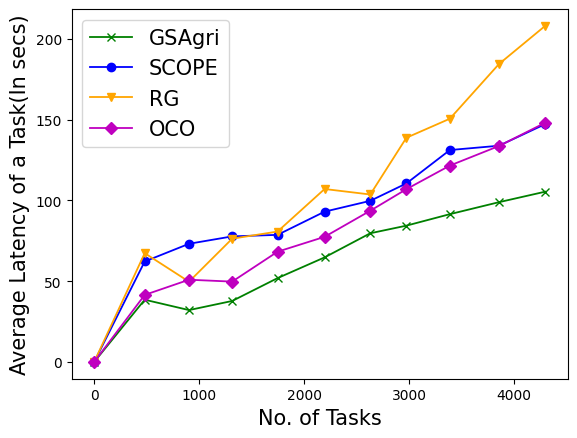 GSAgri
SCOPE
RG
OCO
Average Latency of a Task(In secs)
200
150
100
50
0
0 1000 2000 3000 4000
No. of Tasks